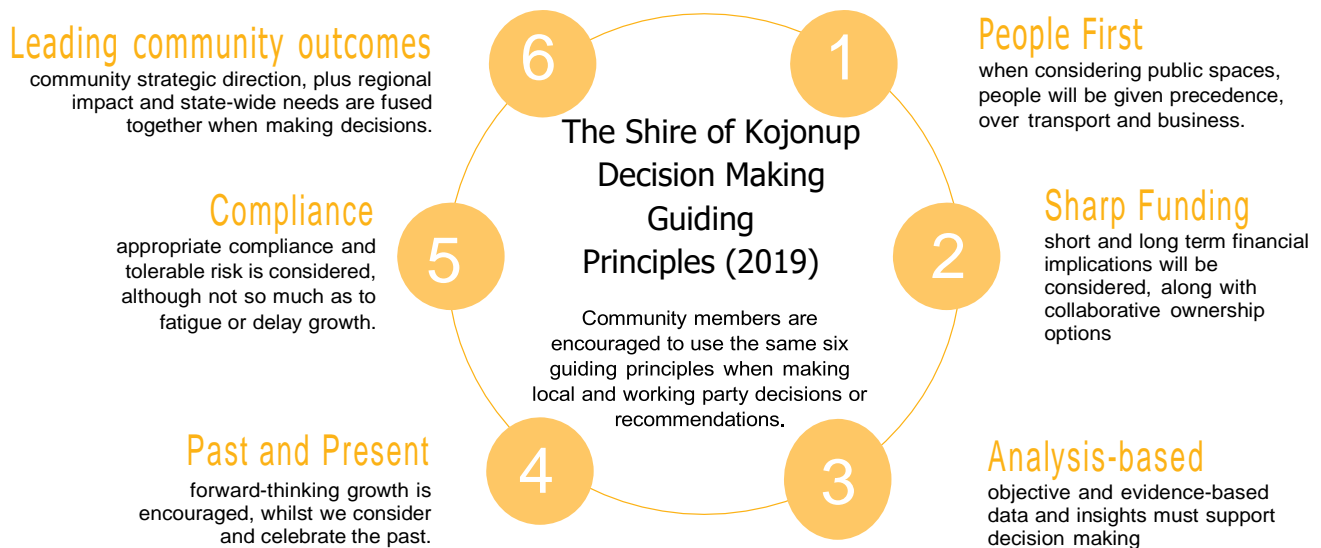 The Shire of Kojonup
Decision Making
Guiding
Principles (2019)
Community members are
encouraged to use the same six
guiding principles when making
local and working party decisions or
recommendations.
1
People First
when considering public spaces,
people will be given precedence,
over transport and business.
2
Sharp Funding
short and long term financial
implications will be
considered, along with
collaborative ownership
options
3
Analysis-based
objective and evidence-based
data and insights must support
decision making
4
Past and Present
forward-thinking growth is
encouraged, whilst we consider
and celebrate the past.
5
Compliance
appropriate compliance and
tolerable risk is considered,
although not so much as to
fatigue or delay growth.
6
Leading community outcomes
community strategic direction, plus regional
impact and state-wide needs are fused
together when making decisions.